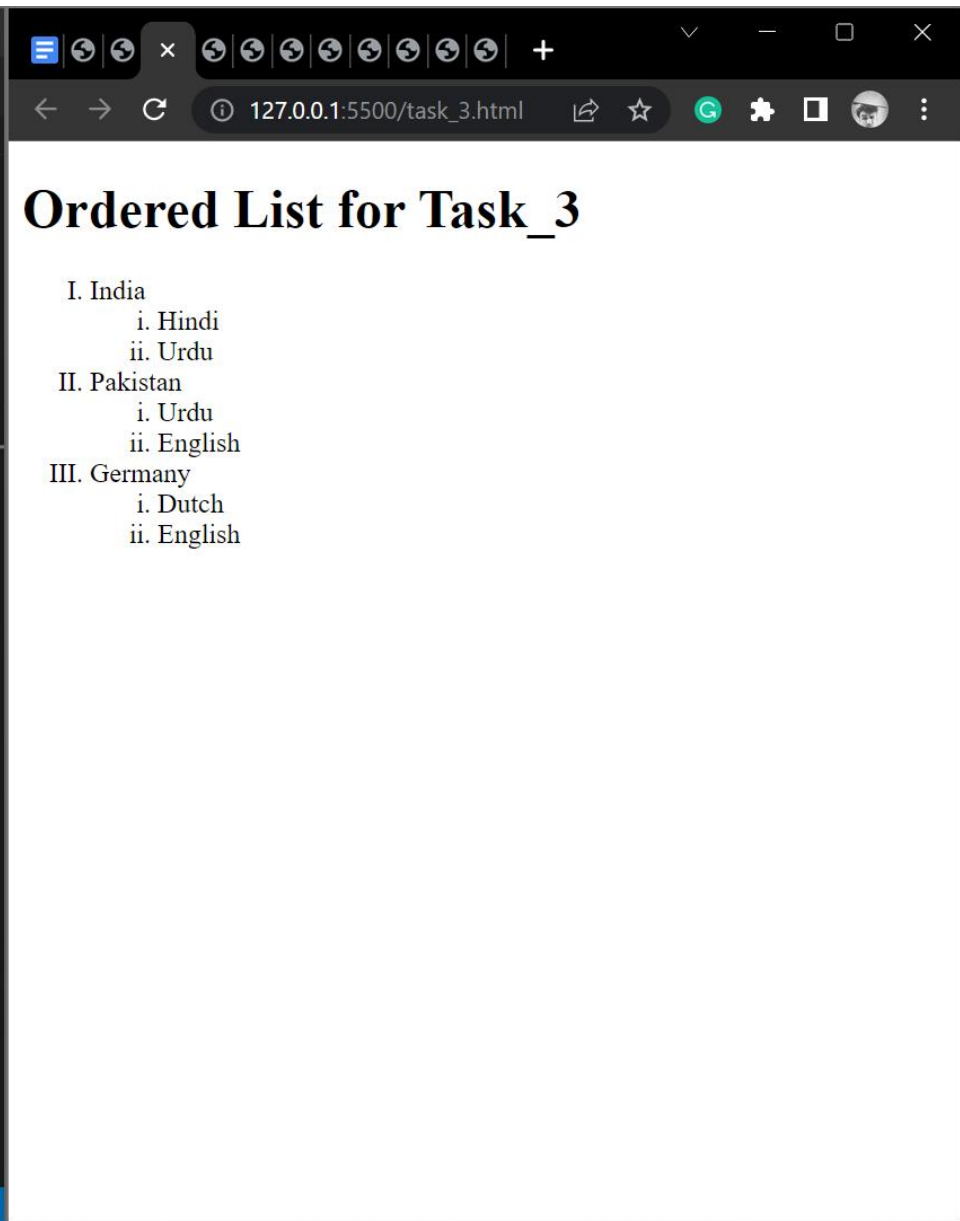 127.0.0.1:5500/task_3.html
G
Ordered List for Task_3
I. India
i. Hindi
ii. Urdu
II. Pakistan
i. Urdu
ii. English
III. Germany
i. Dutch
ii. English